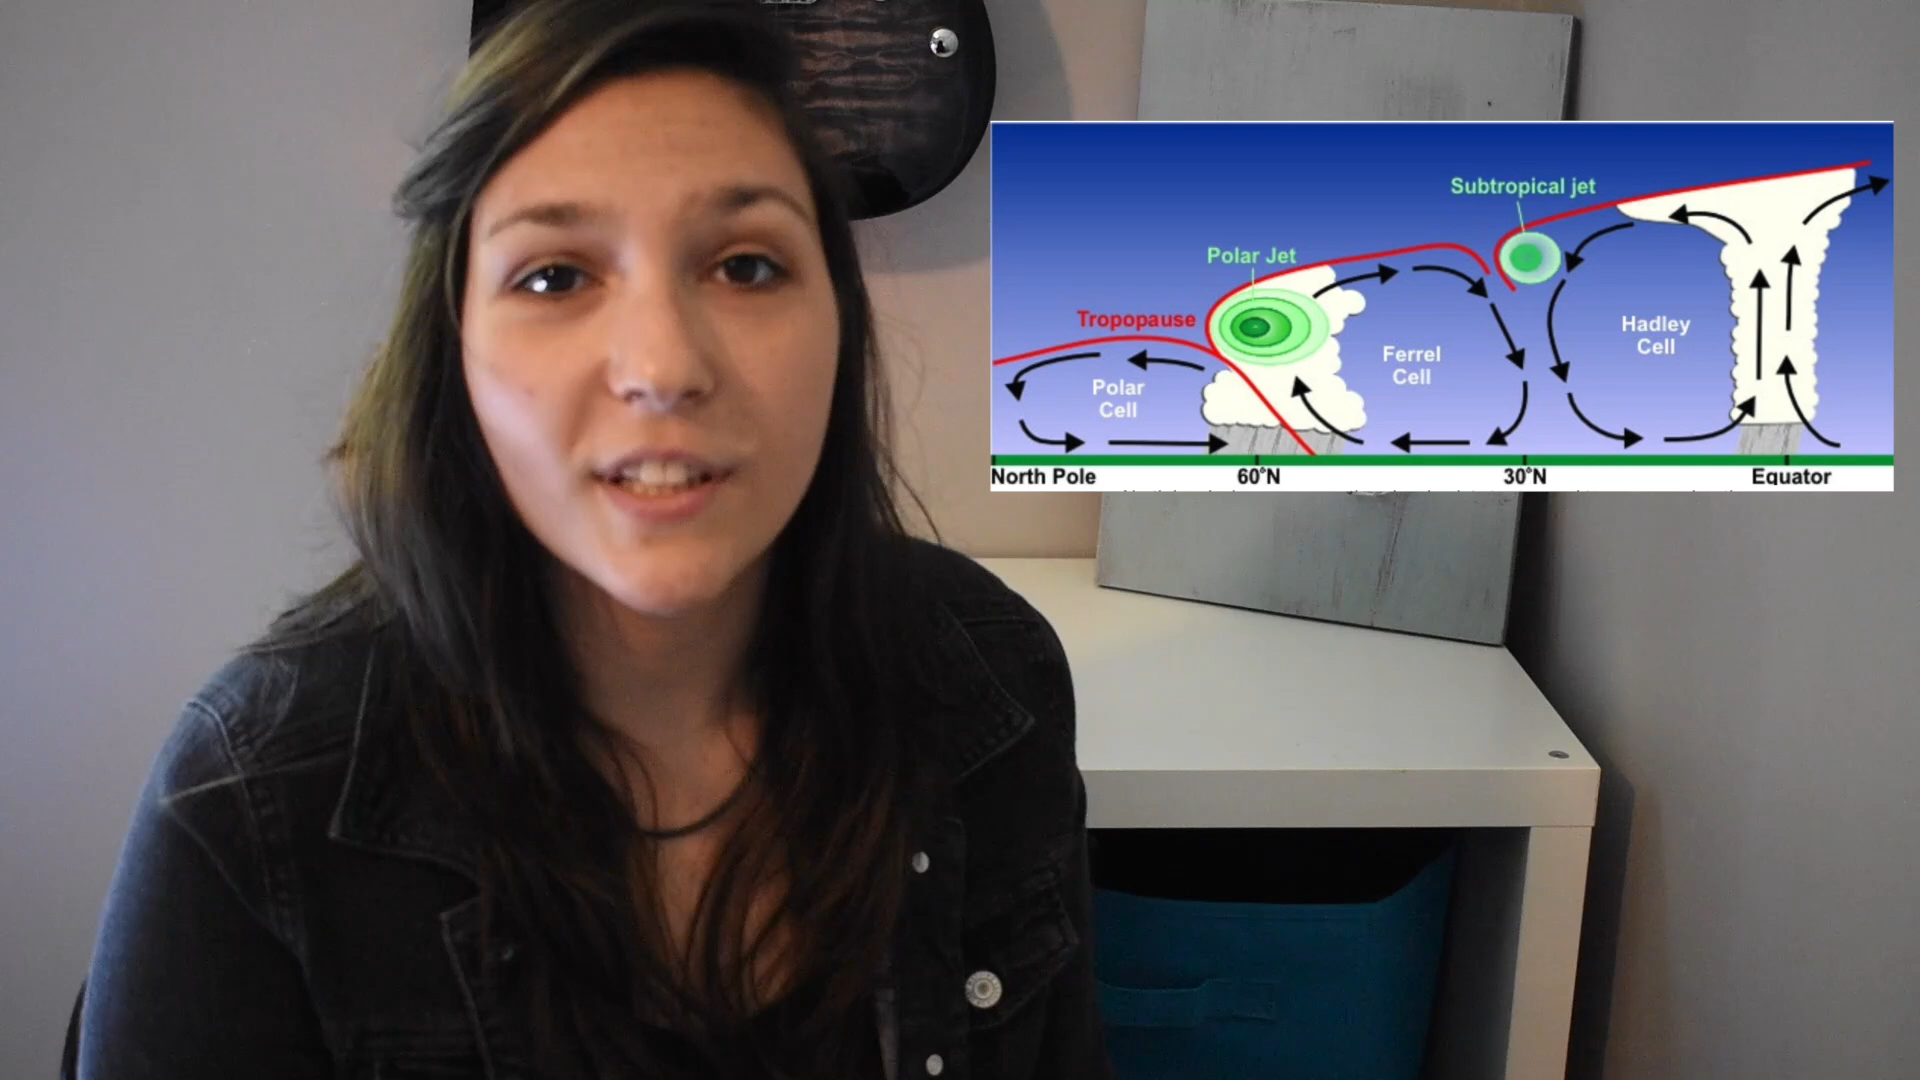 Subtropical jet
Polar Jet
Tropopause
Hadley
Cell
Ferrel
Cell
Polar
Cell
North Pole
60°N
30°N
Equator